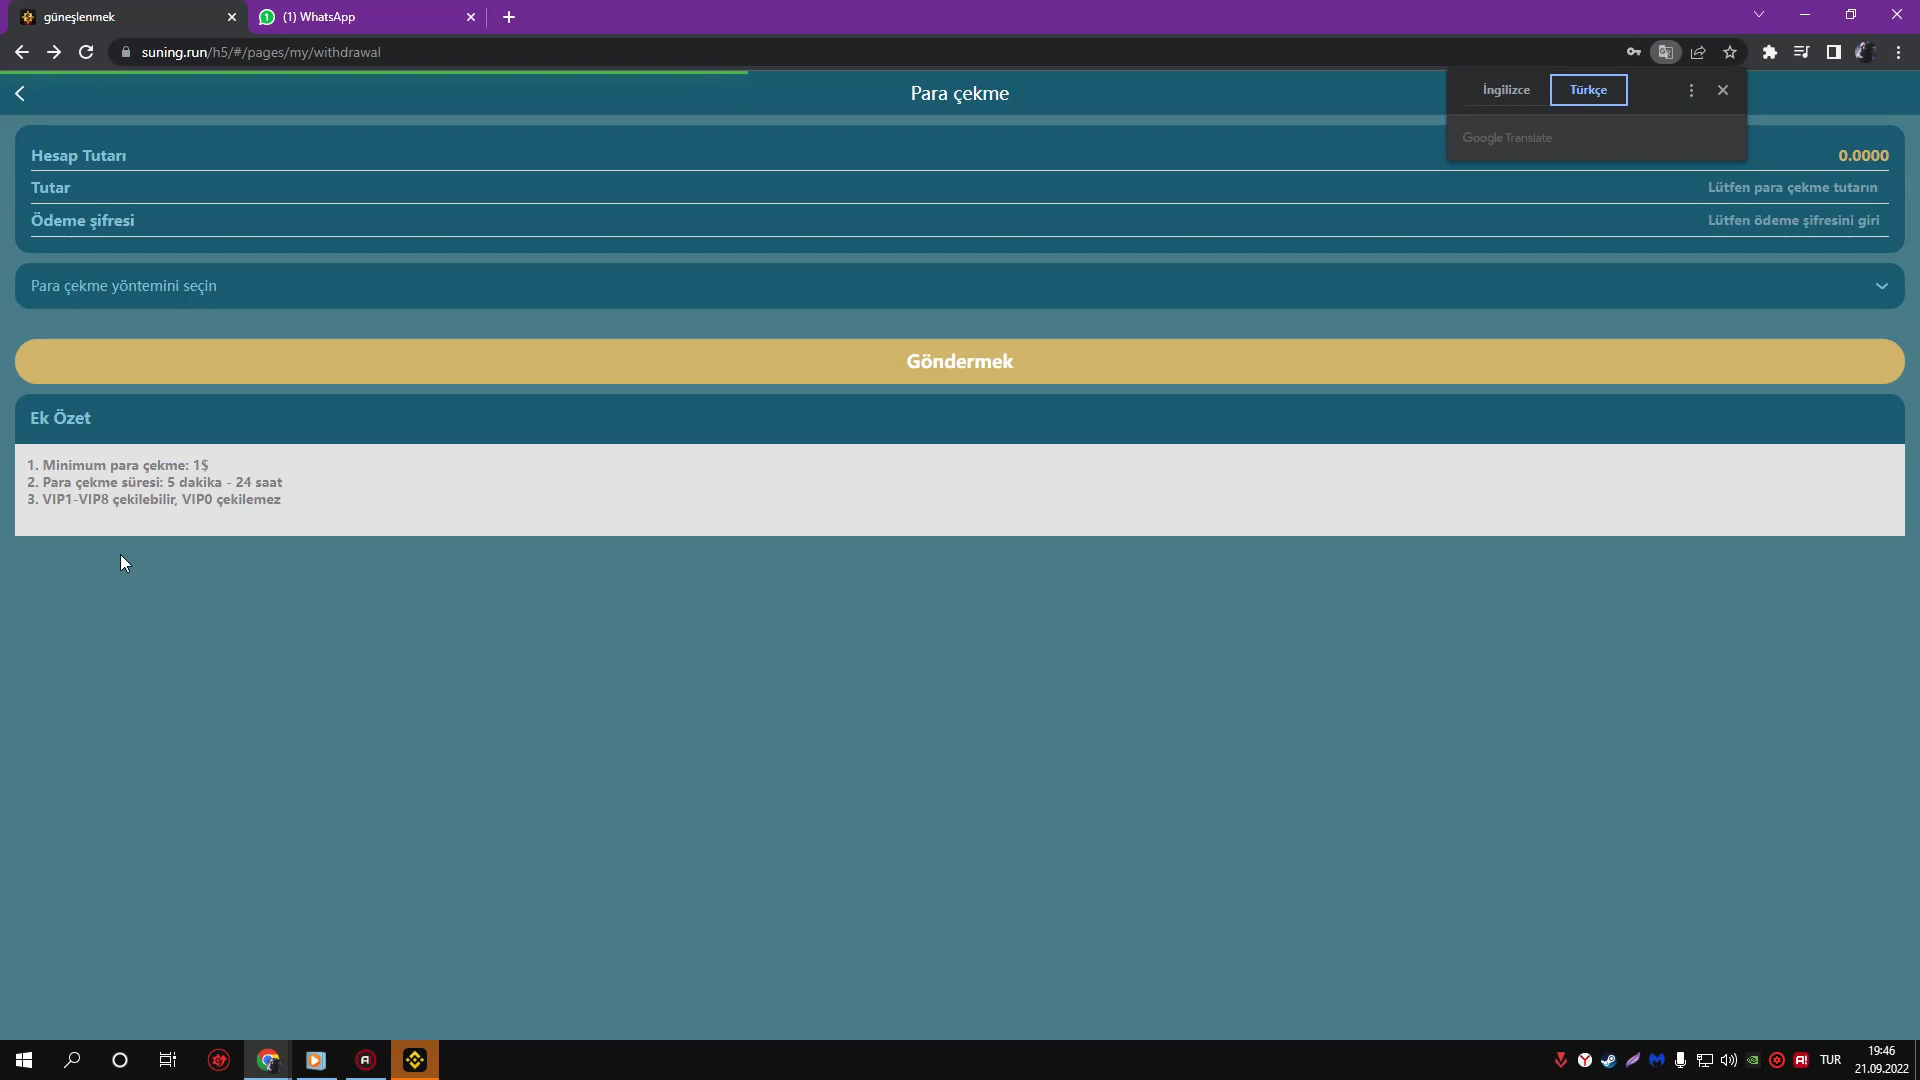 güneşlenmek
(1) WhatsApp
suning.run/h5/#/pages/my/withdrawal
Para çekme
İngilizce
Türkçe
Google Translate
Hesap Tutarı
0.0000
Tutar
Lütfen para çekme tutarın
Ödeme şifresi
Lütfen ödeme şifresini giri
Para çekme yöntemini seçin
Göndermek
Ek Özet
1. Minimum para çekme: 1$
2. Para çekme süresi: 5 dakika - 24 saat
3. VIP1-VIP8 çekilebilir, VIP0 çekilemez
TUR
19:46
21.09.2022